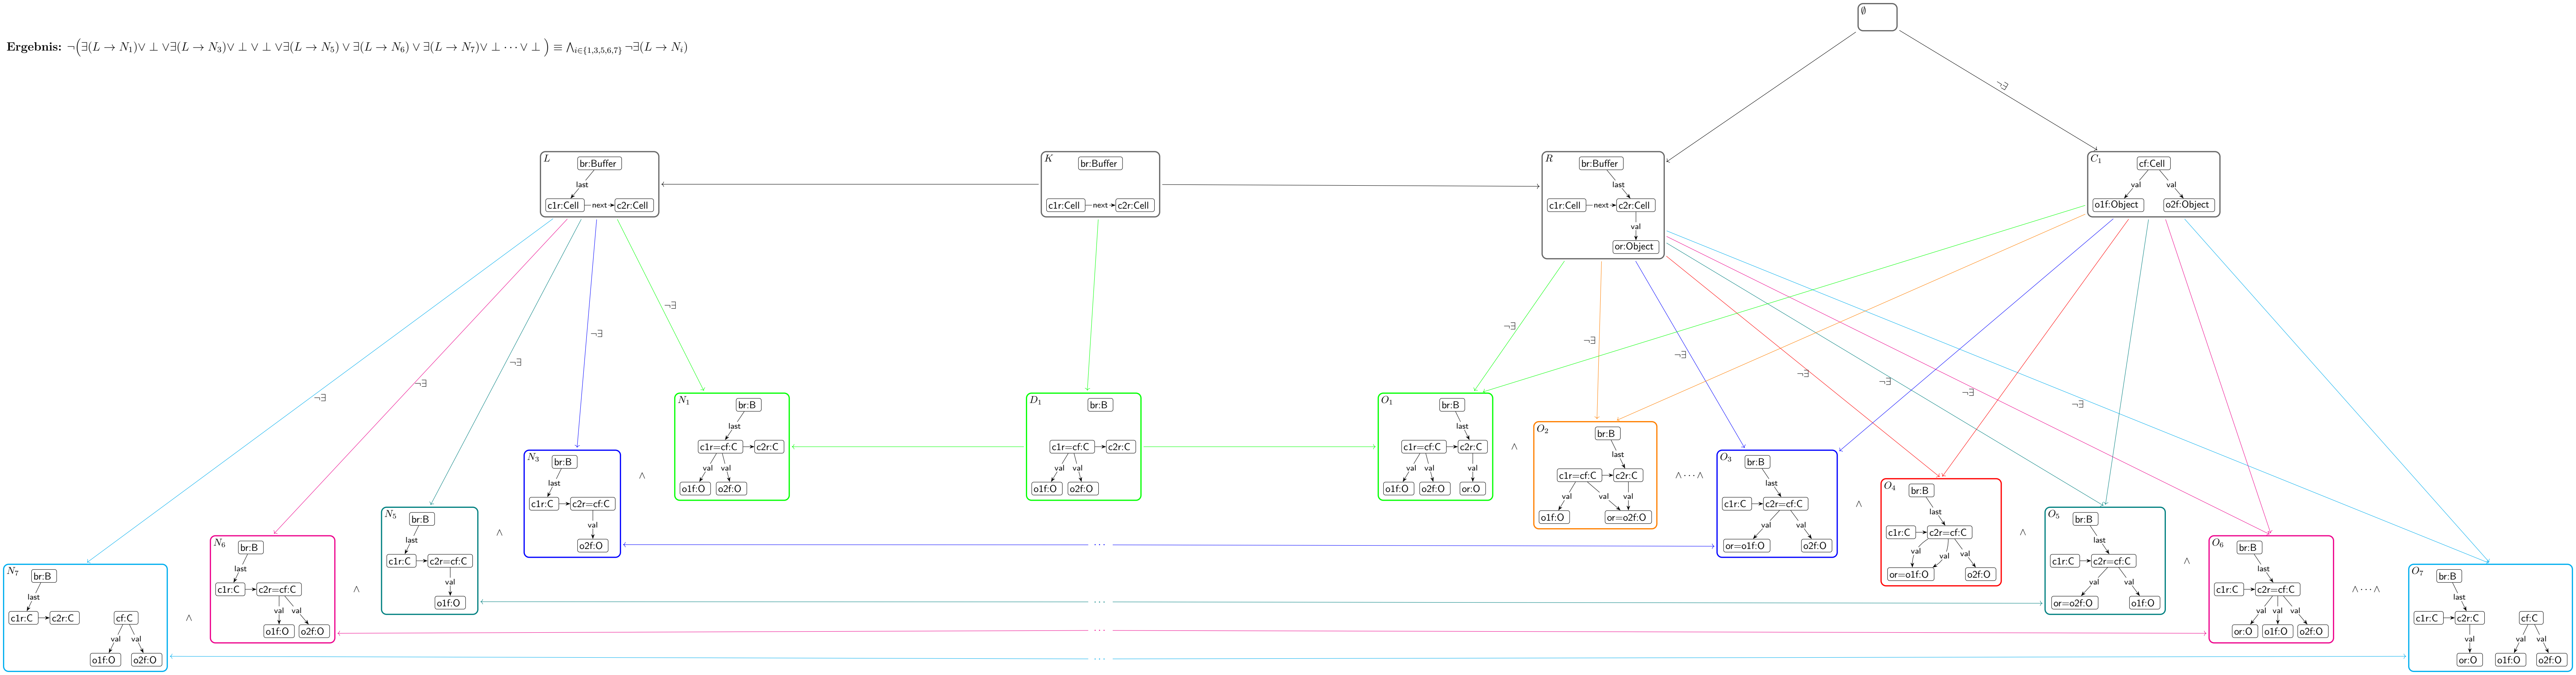 ∅
Ergebnis: ¬(∃(L → N₁)∨ ⊥ ∨∃(L → N₃)∨ ⊥ ∨ ⊥ ∨∃(L → N₅) ∨ ∃(L → N₆) ∨ ∃(L → N₇)∨ ⊥ ⋯ ∨ ⊥) ≡ ⋀_{i∈{1,3,5,6,7}} ¬∃(L → Nᵢ)
¬∃
L
br:Buffer
last
c1r:Cell next c2r:Cell
K
br:Buffer
c1r:Cell next c2r:Cell
R
br:Buffer
last
c1r:Cell next c2r:Cell
val
or:Object
C₁
cf:Cell
val val
o1f:Object o2f:Object
¬∃
¬∃
¬∃
¬∃
¬∃
¬∃
¬∃
¬∃
¬∃
¬∃
¬∃
¬∃
N₇
br:B
last
c1r:C c2r:C cf:C
val val
o1f:O o2f:O
∧
N₆
br:B
last
c1r:C c2r=cf:C
val val
o1f:O o2f:O
∧
N₅
br:B
last
c1r:C c2r=cf:C
val
o1f:O
∧
N₃
br:B
last
c1r:C c2r=cf:C
val
o2f:O
∧
N₁
br:B
last
c1r=cf:C c2r:C
val val
o1f:O o2f:O
D₁
br:B
c1r=cf:C c2r:C
val val
o1f:O o2f:O
⋯
⋯
⋯
⋯
O₁
br:B
last
c1r=cf:C c2r:C
val val val
o1f:O o2f:O or:O
∧
O₂
br:B
last
c1r=cf:C c2r:C
val val val
o1f:O or=o2f:O
∧⋯∧
O₃
br:B
last
c1r:C c2r=cf:C
val val
or=o1f:O o2f:O
∧
O₄
br:B
last
c1r:C c2r=cf:C
val val val
or=o1f:O o2f:O
∧
O₅
br:B
last
c1r:C c2r=cf:C
val val
or=o2f:O o1f:O
∧
O₆
br:B
last
c1r:C c2r=cf:C
val val val
or:O o1f:O o2f:O
∧⋯∧
O₇
br:B
last
c1r:C c2r:C cf:C
val val val
or:O o1f:O o2f:O